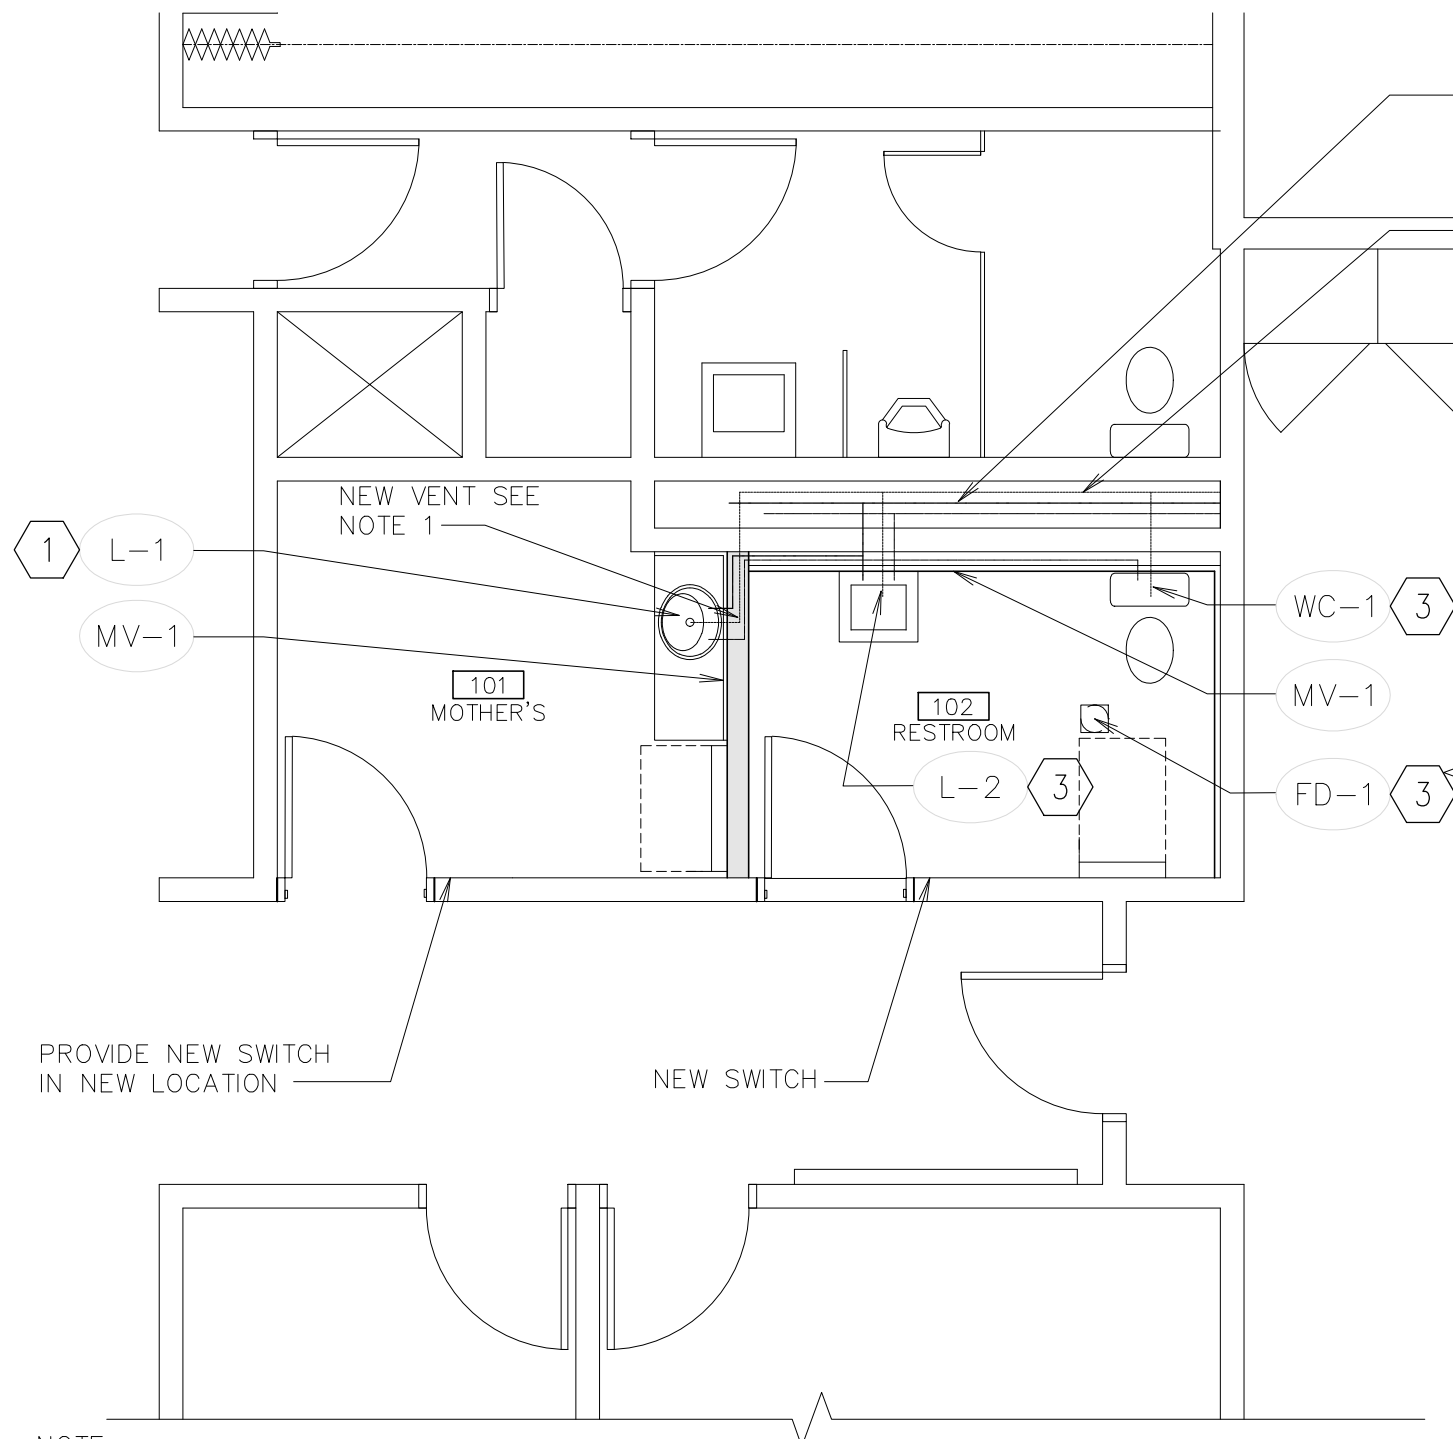 NEW VENT SEE
NOTE 1
1 L-1
MV-1
101
MOTHER'S
102
RESTROOM
WC-1 3
MV-1
L-2 3
FD-1 3
PROVIDE NEW SWITCH
IN NEW LOCATION
NEW SWITCH
NOTE